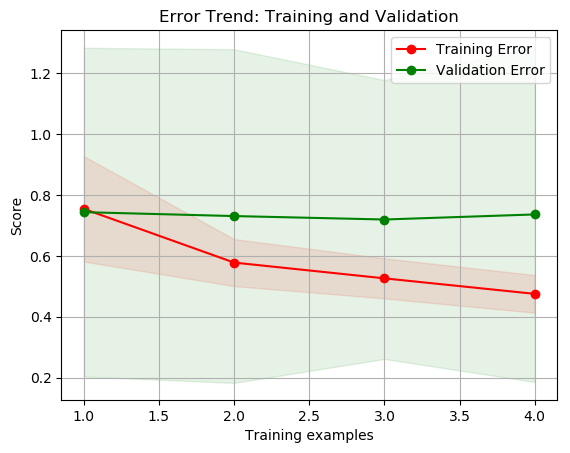 Error Trend: Training and Validation
Training Error
Validation Error
Score
1.2
1.0
0.8
0.6
0.4
0.2
1.0 1.5 2.0 2.5 3.0 3.5 4.0
Training examples